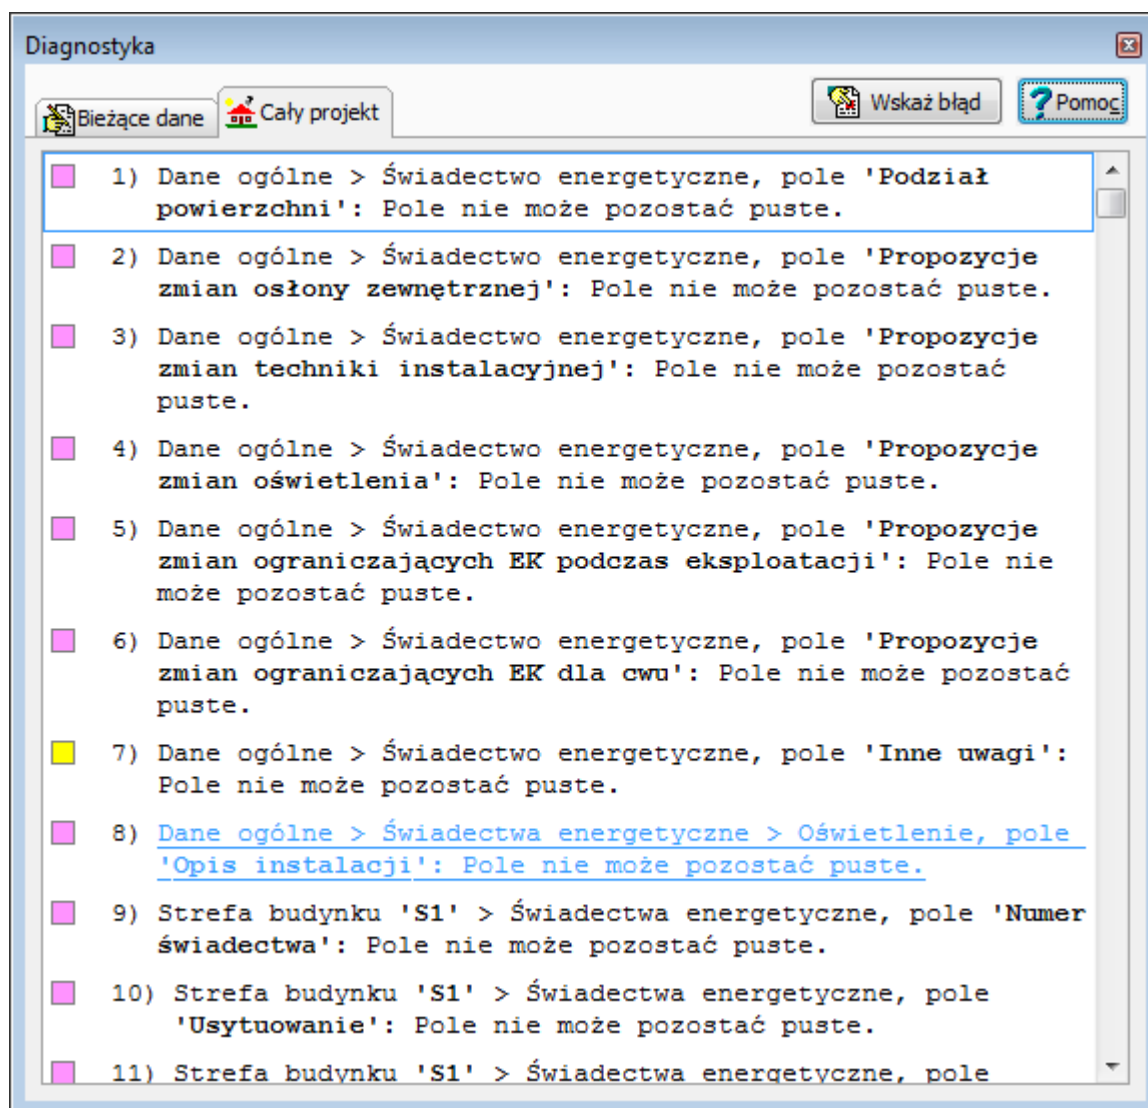 Diagnostyka
Bieżące dane
Cały projekt
Wskaż błąd
Pomoc
1) Dane ogólne > Świadectwo energetyczne, pole 'Podział
powierzchni': Pole nie może pozostać puste.
2) Dane ogólne > Świadectwo energetyczne, pole 'Propozycje
zmian osłony zewnętrznej': Pole nie może pozostać puste.
3) Dane ogólne > Świadectwo energetyczne, pole 'Propozycje
zmian techniki instalacyjnej': Pole nie może pozostać
puste.
4) Dane ogólne > Świadectwo energetyczne, pole 'Propozycje
zmian oświetlenia': Pole nie może pozostać puste.
5) Dane ogólne > Świadectwo energetyczne, pole 'Propozycje
zmian ograniczających EK podczas eksploatacji': Pole nie
może pozostać puste.
6) Dane ogólne > Świadectwo energetyczne, pole 'Propozycje
zmian ograniczających EK dla cwu': Pole nie może pozostać
puste.
7) Dane ogólne > Świadectwo energetyczne, pole 'Inne uwagi':
Pole nie może pozostać puste.
8) Dane ogólne > Świadectwa energetyczne > Oświetlenie, pole
'Opis instalacji': Pole nie może pozostać puste.
9) Strefa budynku 'S1' > Świadectwa energetyczne, pole 'Numer
świadectwa': Pole nie może pozostać puste.
10) Strefa budynku 'S1' > Świadectwa energetyczne, pole
'Usytuowanie': Pole nie może pozostać puste.
11) Strefa budynku 'S1' > Świadectwa energetyczne, pole